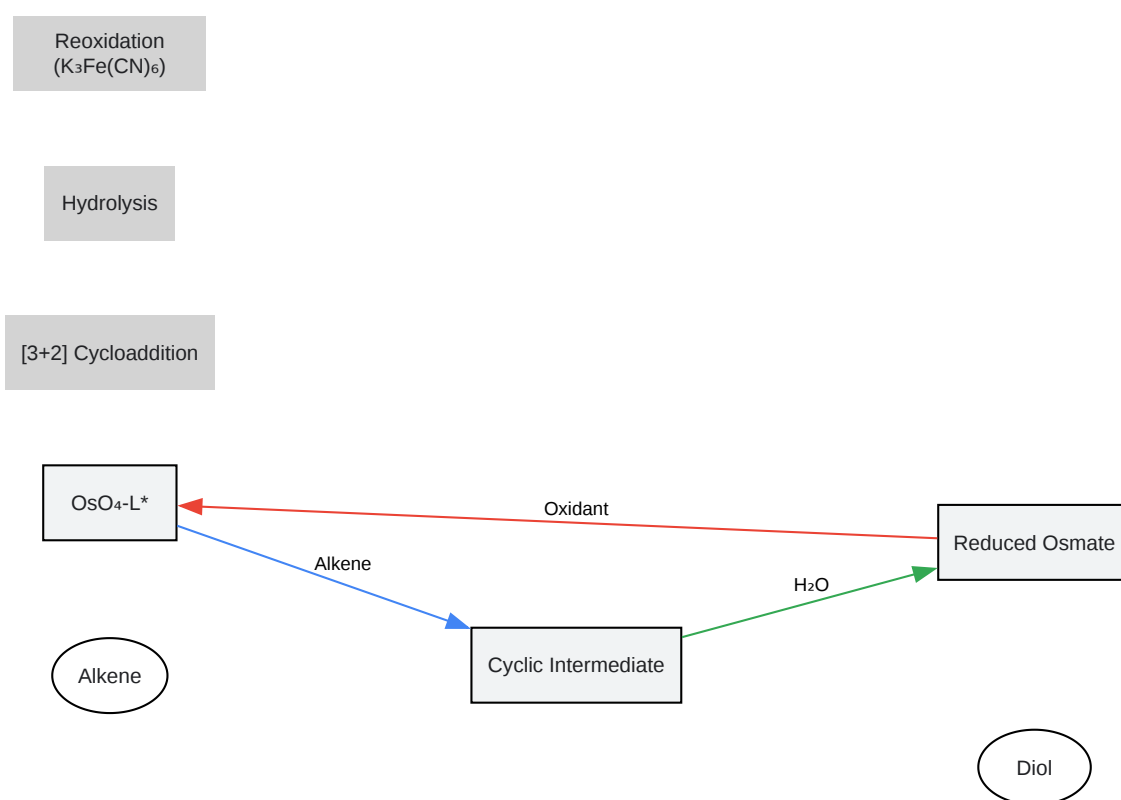 Reoxidation
(K₃Fe(CN)₆)
Hydrolysis
[3+2] Cycloaddition
OsO₄-L*
Oxidant
Reduced Osmate
Alkene
H₂O
Cyclic Intermediate
Alkene
Diol